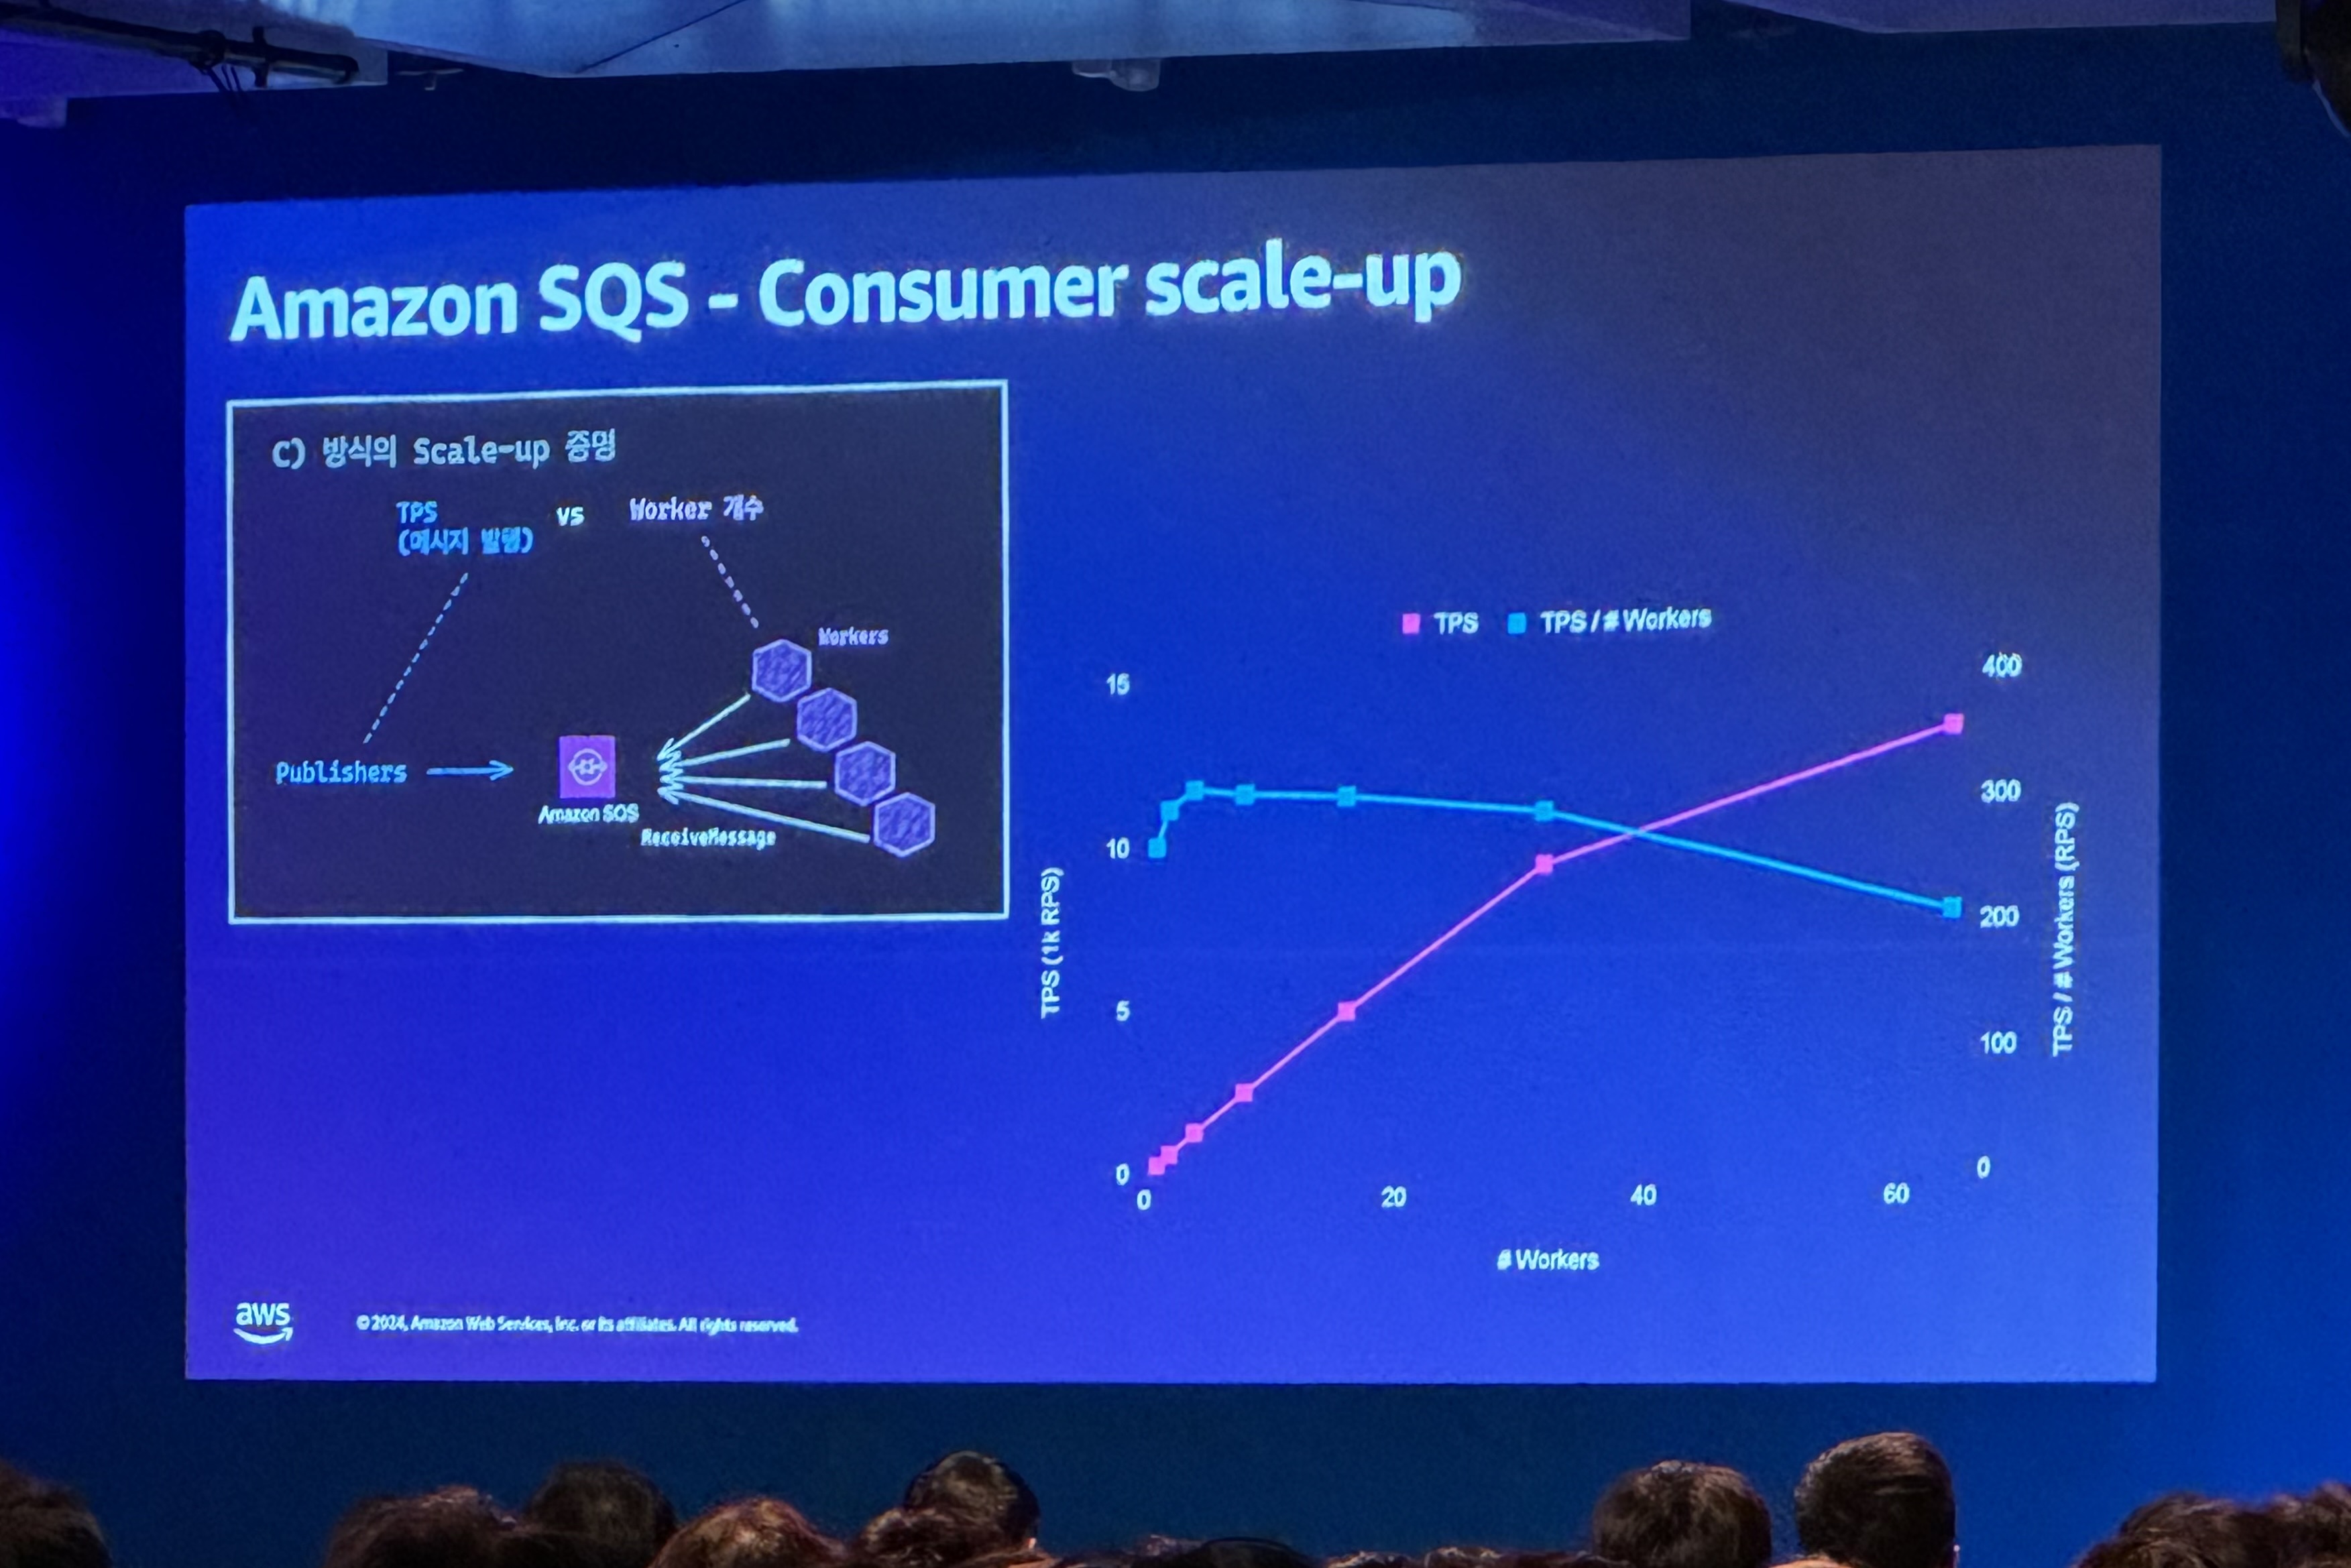 Amazon SQS - Consumer scale-up
C) 방식의 Scale-up 증명
TPS
(메시지 발행)
vs
Worker 개수
Workers
Publishers
Amazon SQS
ReceiveMessage
TPS
TPS / # Workers
15
10
5
0
TPS (1k RPS)
400
300
200
100
0
TPS / # Workers (RPS)
0
20
40
60
# Workers
aws
© 2024, Amazon Web Services, Inc. or its affiliates. All rights reserved.